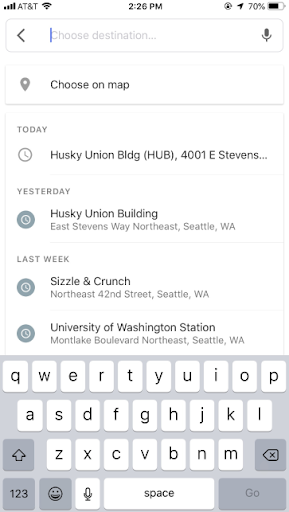 AT&T 2:26 PM 70%
Choose destination...
Choose on map
TODAY
Husky Union Bldg (HUB), 4001 E Stevens...
YESTERDAY
Husky Union Building
East Stevens Way Northeast, Seattle, WA
LAST WEEK
Sizzle & Crunch
Northeast 42nd Street, Seattle, WA
University of Washington Station
Montlake Boulevard Northeast, Seattle, WA
q w e r t y u i o p
a s d f g h j k l
z x c v b n m
123 space Go